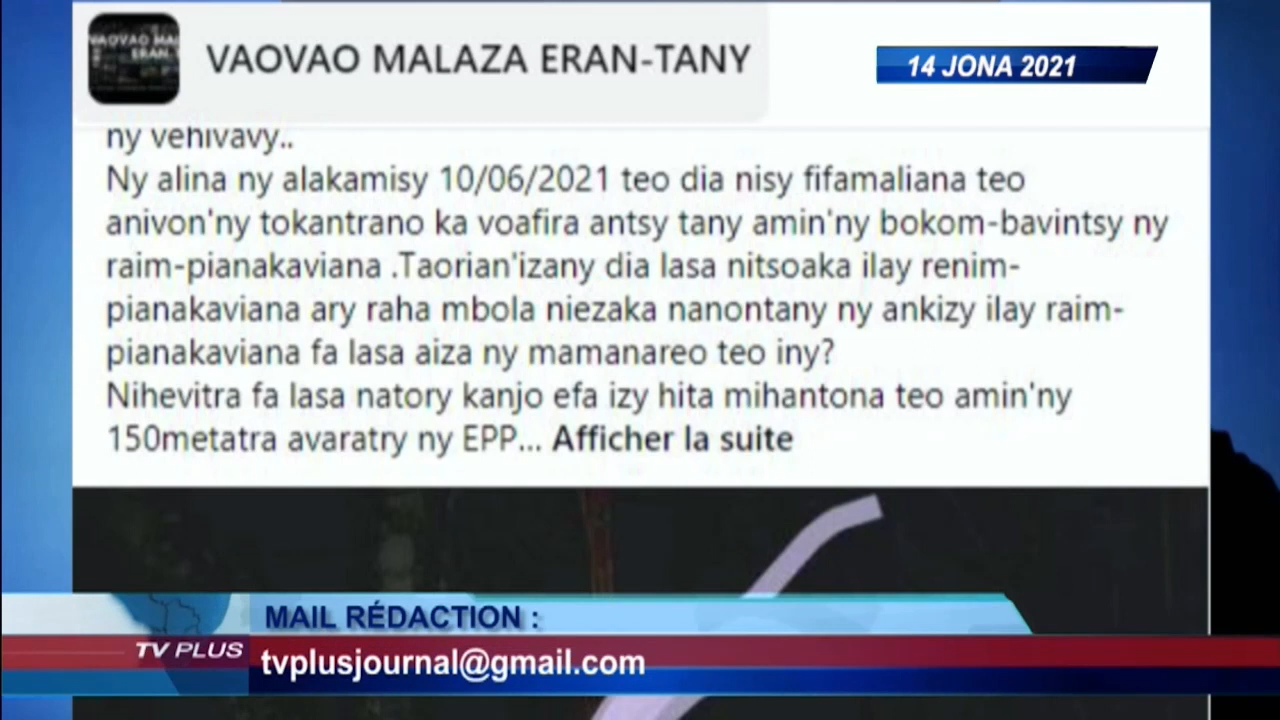 VAOVAO MALAZA ERAN-TANY
14 JONA 2021
ny vehivavy..
Ny alina ny alakamisy 10/06/2021 teo dia nisy fifamaliana teo
anivon'ny tokantrano ka voafira antsy tany amin'ny bokom-bavintsy ny
raim-pianakaviana .Taorian'izany dia lasa nitsoaka ilay renim-
pianakaviana ary raha mbola niezaka nanontany ny ankizy ilay raim-
pianakaviana fa lasa aiza ny mamanareo teo iny?
Nihevitra fa lasa natory kanjo efa izy hita mihantona teo amin'ny
150metatra avaratry ny EPP... Afficher la suite
MAIL RÉDACTION :
TV PLUS
tvplusjournal@gmail.com